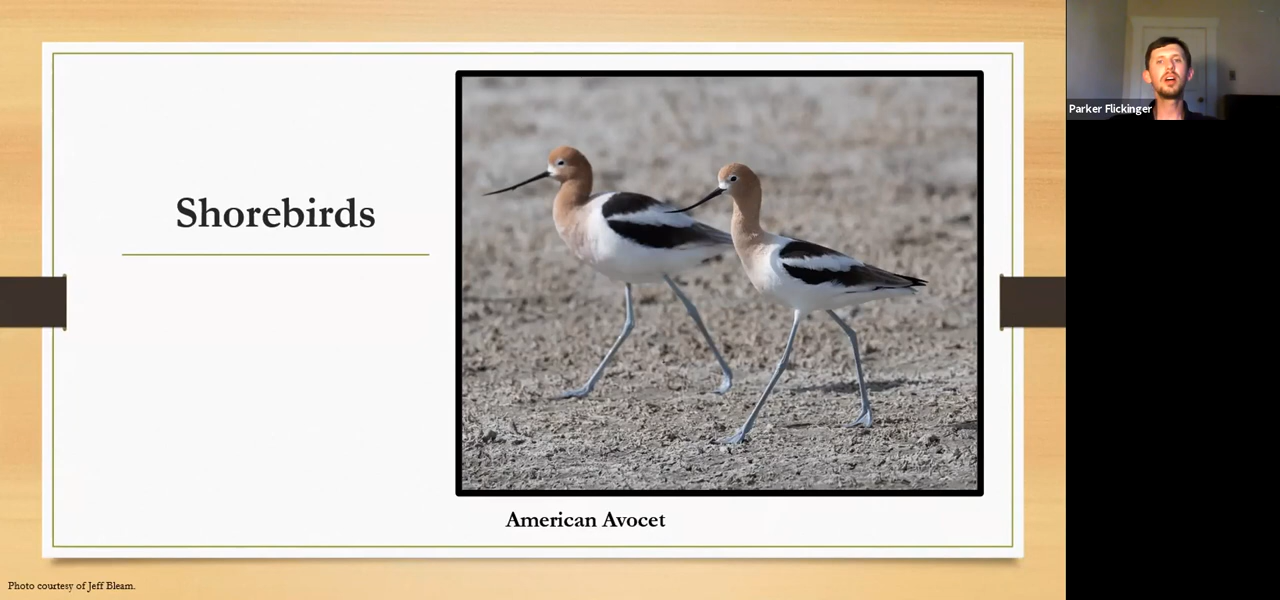 Shorebirds
American Avocet
Photo courtesy of Jeff Bleam.
Parker Flickinger